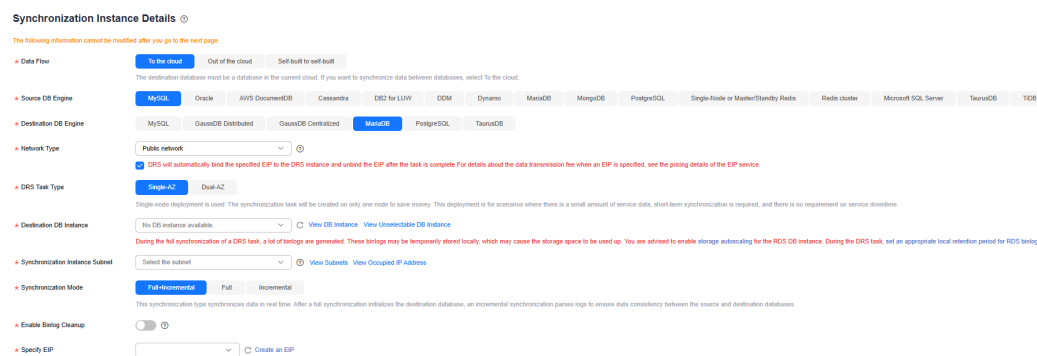 Synchronization Instance Details
The following information cannot be modified after you go to the next page.
★ Data Flow
To the cloud Out of the cloud Self-built to self-built
The destination database must be a database in the current cloud. If you want to synchronize data between databases, select To the cloud.
★ Source DB Engine
MySQL Oracle AWS DocumentDB Cassandra DB2 for LUW DDM Dynamo MariaDB MongoDB PostgreSQL Single-Node or Master/Standby Redis Redis cluster Microsoft SQL Server TaurusDB TiDB
★ Destination DB Engine
MySQL GaussDB Distributed GaussDB Centralized MariaDB PostgreSQL TaurusDB
★ Network Type
Public network
DRS will automatically bind the specified EIP to the DRS instance and unbind the EIP after the task is complete.For details about the data transmission fee when an EIP is specified, see the pricing details of the EIP service.
★ DRS Task Type
Single-AZ Dual-AZ
Single-node deployment is used. The synchronization task will be created on only one node to save money. This deployment is for scenarios where there is a small amount of service data, short-term synchronization is required, and there is no requirement on service downtime.
★ Destination DB Instance
No DB instance available. View DB Instance View Unselectable DB Instance
During the full synchronization of a DRS task, a lot of binlogs are generated. These binlogs may be temporarily stored locally, which may cause the storage space to be used up. You are advised to enable storage autoscaling for the RDS DB instance. During the DRS task, set an appropriate local retention period for RDS binlog
★ Synchronization Instance Subnet
Select the subnet View Subnets View Occupied IP Address
★ Synchronization Mode
Full+Incremental Full Incremental
This synchronization type synchronizes data in real time. After a full synchronization initializes the destination database, an incremental synchronization parses logs to ensure data consistency between the source and destination databases.
★ Enable Binlog Cleanup
★ Specify EIP
Create an EIP